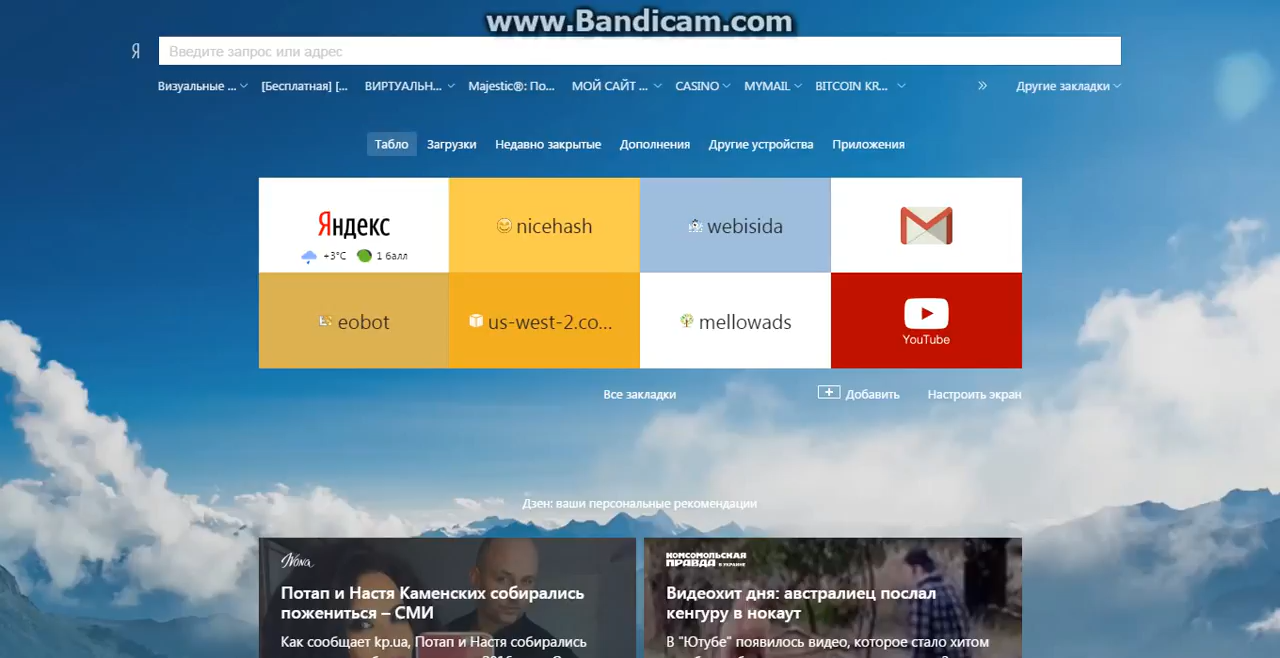 www.Bandicam.com
Я Введите запрос или адрес
Визуальные ... [Бесплатная] [... ВИРТУАЛЬН... Majestic®: По... МОЙ САЙТ ... CASINO MYMAIL BITCOIN KR... » Другие закладки
Табло Загрузки Недавно закрытые Дополнения Другие устройства Приложения
Яндекс
+3°C 1 балл
nicehash
webisida
eobot
us-west-2.co...
mellowads
YouTube
Все закладки Добавить Настроить экран
Дзен: ваши персональные рекомендации
Ivona
Потап и Настя Каменских собирались
пожениться – СМИ
Как сообщает kp.ua, Потап и Настя собирались
КОМСОМОЛЬСКАЯ
ПРАВДА В УКРАИНЕ
Видеохит дня: австралиец послал
кенгуру в нокаут
В "Ютубе" появилось видео, которое стало хитом